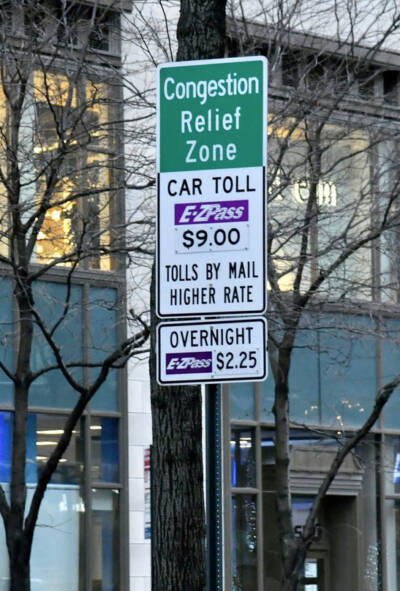 Congestion
Relief
Zone
CAR TOLL
E-ZPass
$9.00
TOLLS BY MAIL
HIGHER RATE
OVERNIGHT
E-ZPass $2.25